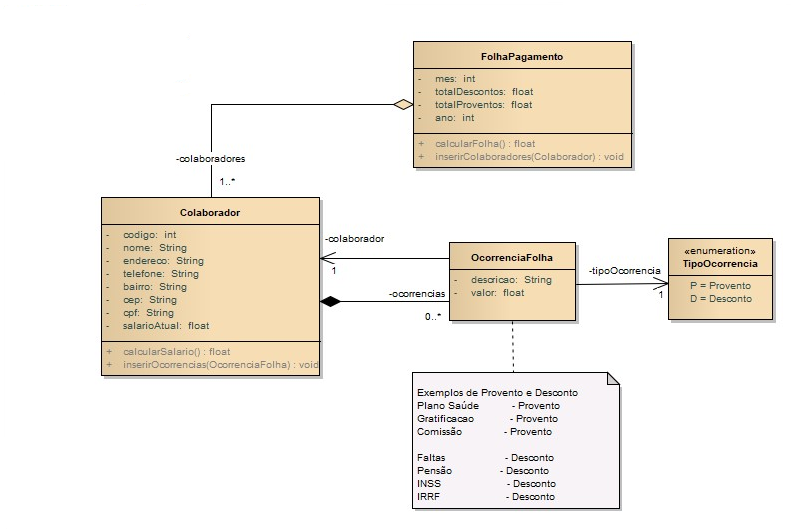 FolhaPagamento
- mes: int
- totalDescontos: float
- totalProventos: float
- ano: int
+ calcularFolha() : float
+ inserirColaboradores(Colaborador) : void
-colaboradores
1..*
Colaborador
- codigo: int
- nome: String
- endereco: String
- telefone: String
- bairro: String
- cep: String
- cpf: String
- salarioAtual: float
+ calcularSalario() : float
+ inserirOcorrencias(OcorrenciaFolha) : void
-colaborador
1
-ocorrencias
0..*
OcorrenciaFolha
- descricao: String
- valor: float
-tipoOcorrencia
1
«enumeration»
TipoOcorrencia
P = Provento
D = Desconto
Exemplos de Provento e Desconto
Plano Saúde - Provento
Gratificacao - Provento
Comissão - Provento
Faltas - Desconto
Pensão - Desconto
INSS - Desconto
IRRF - Desconto